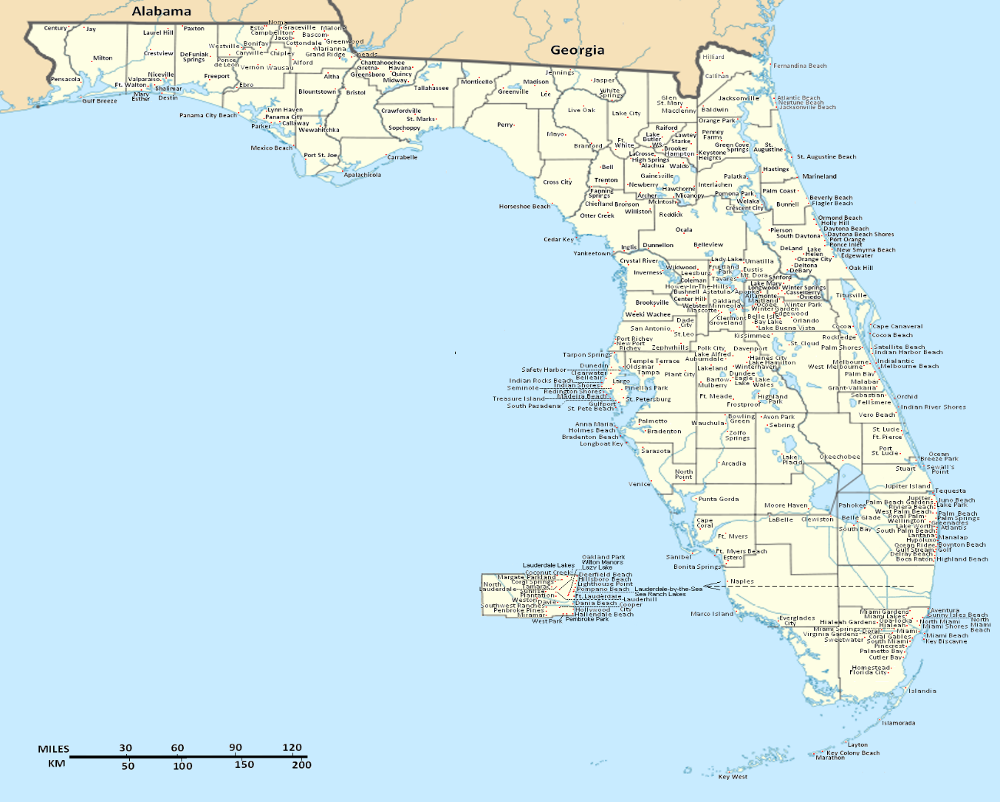 Alabama
Georgia
Century
Jay
Laurel Hill
Paxton
Noma
Esto
Graceville
Malone
Campbellton
Jacob
Bascom
Greenwood
Westville
Bonifay
Cottondale
Marianna
Grand Ridge
Sneads
Milton
Crestview
DeFuniak
Springs
Caryville
Chipley
Ponce
de Leon
Alford
Vernon
Wausau
Chattahoochee
Gretna
Havana
Greensboro
Quincy
Midway
Pensacola
Niceville
Valparaiso
Ft. Walton
Shalimar
Mary
Esther
Destin
Freeport
Ebro
Altha
Gulf Breeze
Blountstown
Bristol
Tallahassee
Monticello
Greenville
Madison
Lee
Jennings
Jasper
White
Springs
Hilliard
Callihan
Fernandina Beach
Panama City Beach
Lynn Haven
Panama City
Callaway
Parker
Wewahitchka
Crawfordville
St. Marks
Sopchoppy
Perry
Mayo
Live Oak
Lake City
Glen
St. Mary
Macclenny
Baldwin
Jacksonville
Atlantic Beach
Neptune Beach
Jacksonville Beach
Orange Park
Mexico Beach
Port St. Joe
Carrabelle
Apalachicola
Branford
Ft.
White
Raiford
Lake
Butler
Lawtey
Starke
WS
Brooker
Hampton
Penney
Farms
Green Cove
Springs
Keystone
Heights
St.
Augustine
St. Augustine Beach
LaCrosse
High Springs
Alachua
Waldo
Hastings
Cross City
Bell
Trenton
Gainesville
Newberry
Hawthorne
Interlachen
Palatka
Marineland
Fanning
Springs
Archer
Micanopy
McIntosh
Pomona Park
Welaka
Crescent City
Palm Coast
Bunnell
Beverly Beach
Flagler Beach
Horseshoe Beach
Chiefland
Bronson
Williston
Otter Creek
Reddick
Ocala
Pierson
South Daytona
Ormond Beach
Holly Hill
Daytona Beach
Daytona Beach Shores
Port Orange
Ponce Inlet
New Smyrna Beach
Edgewater
Oak Hill
Cedar Key
Yankeetown
Inglis
Dunnellon
Belleview
DeLand
Lake
Helen
Orange City
Deltona
DeBary
Crystal River
Inverness
Wildwood
Lady Lake
Fruitland
Park
Umatilla
Eustis
Leesburg
Mt. Dora
Coleman
Tavares
Sanford
Lake Mary
Longwood
Winter Springs
Casselberry
Oviedo
Howey-In-The-Hills
Bushnell
Astatula
Apopka
Altamonte
Maitland
Brooksville
Center Hill
Webster
Mascotte
Oakland
Minneola
Ocoee
Winter Park
Winter Garden
Edgewood
Titusville
Weeki Wachee
Clermont
Groveland
Belle Isle
Bay Lake
Orlando
Lake Buena Vista
Dade
City
San Antonio
St. Leo
Kissimmee
Cocoa
Cape Canaveral
Cocoa Beach
Rockledge
Port Richey
New Port
Richey
Zephyrhills
Polk City
Davenport
St. Cloud
Palm Shores
Satellite Beach
Indian Harbor Beach
Tarpon Springs
Temple Terrace
Lake Alfred
Auburndale
Haines City
Lake Hamilton
Melbourne
West Melbourne
Indialantic
Melbourne Beach
Dunedin
Safety Harbor
Clearwater
Belleair
Oldsmar
Tampa
Plant City
Lakeland
Winterhaven
Dundee
Eagle
Lake
Lake
Wales
Palm Bay
Malabar
Grant-Valkaria
Indian Rocks Beach
Indian Shores
Largo
Seminole
Pinellas Park
Redington Shores
Madeira Beach
Treasure Island
South Pasadena
Gulfport
St. Pete Beach
St. Petersburg
Bartow
Mulberry
Ft. Meade
Frostproof
Highland
Park
Sebastian
Fellsmere
Orchid
Indian River Shores
Vero Beach
Anna Maria
Holmes Beach
Bradenton Beach
Longboat Key
Palmetto
Bradenton
Wauchula
Bowling
Green
Zolfo
Springs
Avon Park
Sebring
St. Lucie
Ft. Pierce
Sarasota
Port
St. Lucie
Ocean
Breeze Park
Stuart
Sewall's
Point
Okeechobee
Lake
Placid
Arcadia
North
Point
Venice
Jupiter Island
Tequesta
Punta Gorda
Moore Haven
Pahokee
Jupiter
Palm Beach Gardens
Riviera Beach
West Palm Beach
Royal Palm
Wellington
Lake Worth
South Palm Beach
Lantana
Hypoluxo
Ocean Ridge
Gulf Stream
Delray Beach
Boca Raton
Juno Beach
Lake Park
Palm Beach
Palm Springs
Greenacres
Atlantis
Manalap
Boynton Beach
Golf
Highland Beach
Cape
Coral
LaBelle
Clewiston
Belle Glade
South Bay
Ft. Myers
Sanibel
Ft. Myers Beach
Estero
Bonita Springs
Naples
Marco Island
Everglades
City
Oakland Park
Wilton Manors
Lazy Lake
Lauderdale Lakes
Coconut Creek
Deerfield Beach
Margate
Parkland
Hillsboro Beach
Coral Springs
Lighthouse Point
North
Lauderdale
Tamarac
Pompano Beach
Sunrise
Lauderdale-by-the-Sea
Sea Ranch Lakes
Plantation
Ft. Lauderdale
Lauderhill
Weston
Davie
Dania Beach
Cooper
City
Southwest Ranches
Pembroke Pines
Hollywood
Miramar
Hallendale Beach
West Park
Pembroke Park
Miami Gardens
Miami Lakes
Aventura
Sunny Isles Beach
Hialeah Gardens
Opa-locka
Hialeah
North Miami
Miami Shores
North
Miami
Beach
Miami Springs
Doral
Miami
Virginia Gardens
Sweetwater
Coral Gables
South Miami
Miami Beach
Key Biscayne
Pinecrest
Palmetto Bay
Cutler Bay
Homestead
Florida City
Islandia
Islamorada
Layton
Key Colony Beach
Marathon
Key West
MILES 30 60 90 120
KM 50 100 150 200